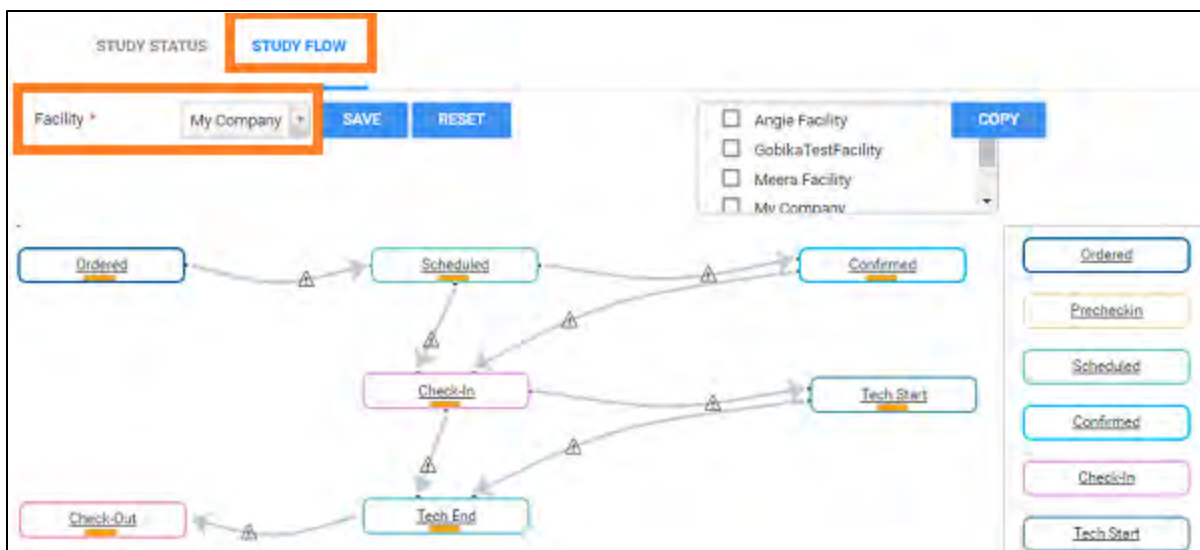 STUDY STATUS STUDY FLOW
Facility * My Company SAVE RESET
Angie Facility
GobikaTestFacility
Meera Facility
My Company
COPY
Ordered Scheduled Confirmed
Check-In Tech Start
Check-Out Tech End
Ordered
Precheckin
Scheduled
Confirmed
Check-In
Tech Start